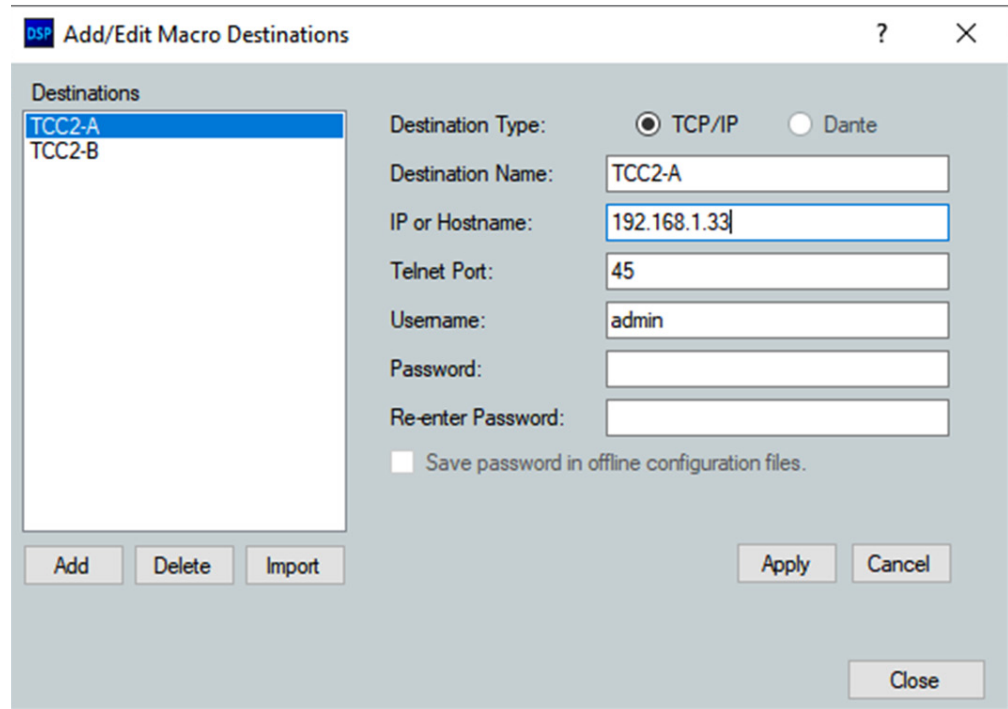 DSP Add/Edit Macro Destinations ? X
Destinations
TCC2-A
TCC2-B
Destination Type: TCP/IP Dante
Destination Name: TCC2-A
IP or Hostname: 192.168.1.33
Telnet Port: 45
Username: admin
Password:
Re-enter Password:
Save password in offline configuration files.
Add Delete Import
Apply Cancel
Close